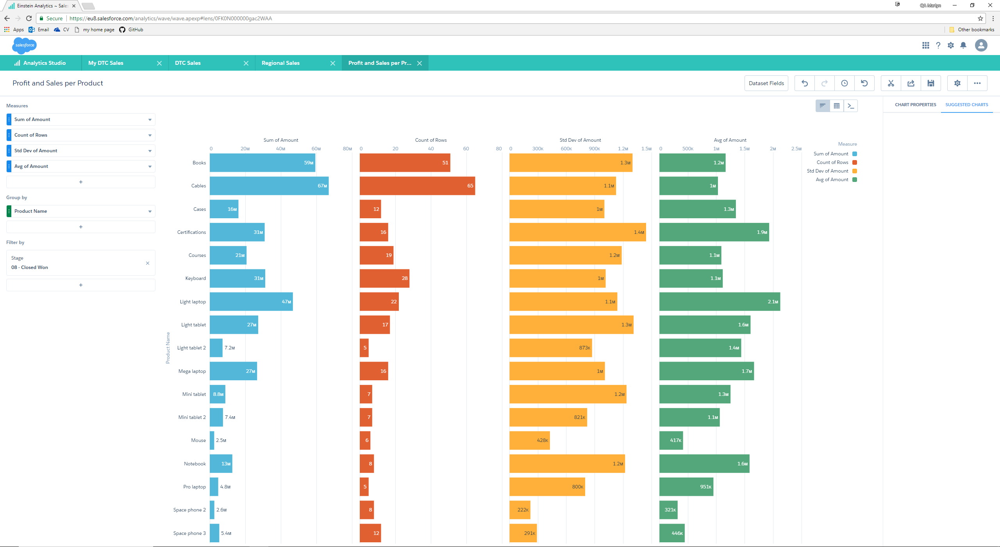 Einstein Analytics ~ Sales
QA Martyn
Secure https://eu8.salesforce.com/analytics/wave/wave.apexp#lens/0FK0N000000gac2WAA
Apps Email CV my home page GitHub Other bookmarks
salesforce
Analytics Studio My DTC Sales DTC Sales Regional Sales Profit and Sales per Pr...
Profit and Sales per Product
Dataset Fields
Measures
Sum of Amount
Count of Rows
Std Dev of Amount
Avg of Amount
+
Group by
Product Name
+
Filter by
Stage
08 - Closed Won
+
CHART PROPERTIES SUGGESTED CHARTS
Sum of Amount Count of Rows Std Dev of Amount Avg of Amount
0 20M 40M 60M 80M 0 20 40 60 80 0 300K 600K 900K 1.2M 1.5M 0 500K 1M 1.5M 2M 2.5M
Measure
Sum of Amount
Count of Rows
Std Dev of Amount
Avg of Amount
Product Name
Books 59M 51 1.3M 1.2M
Cables 67M 65 1.1M 1M
Cases 16M 12 1M 1.3M
Certifications 31M 16 1.4M 1.9M
Courses 21M 19 1.2M 1.1M
Keyboard 31M 28 1M 1.1M
Light laptop 47M 22 1.1M 2.1M
Light tablet 27M 17 1.3M 1.6M
Light tablet 2 7.2M 5 873K 1.4M
Mega laptop 27M 16 1M 1.7M
Mini tablet 8.8M 7 1.2M 1.3M
Mini tablet 2 7.4M 7 821K 1.1M
Mouse 2.5M 6 428K 417K
Notebook 13M 8 1.2M 1.6M
Pro laptop 4.8M 5 800K 951K
Space phone 2 2.6M 8 222K 321K
Space phone 3 5.4M 12 291K 446K